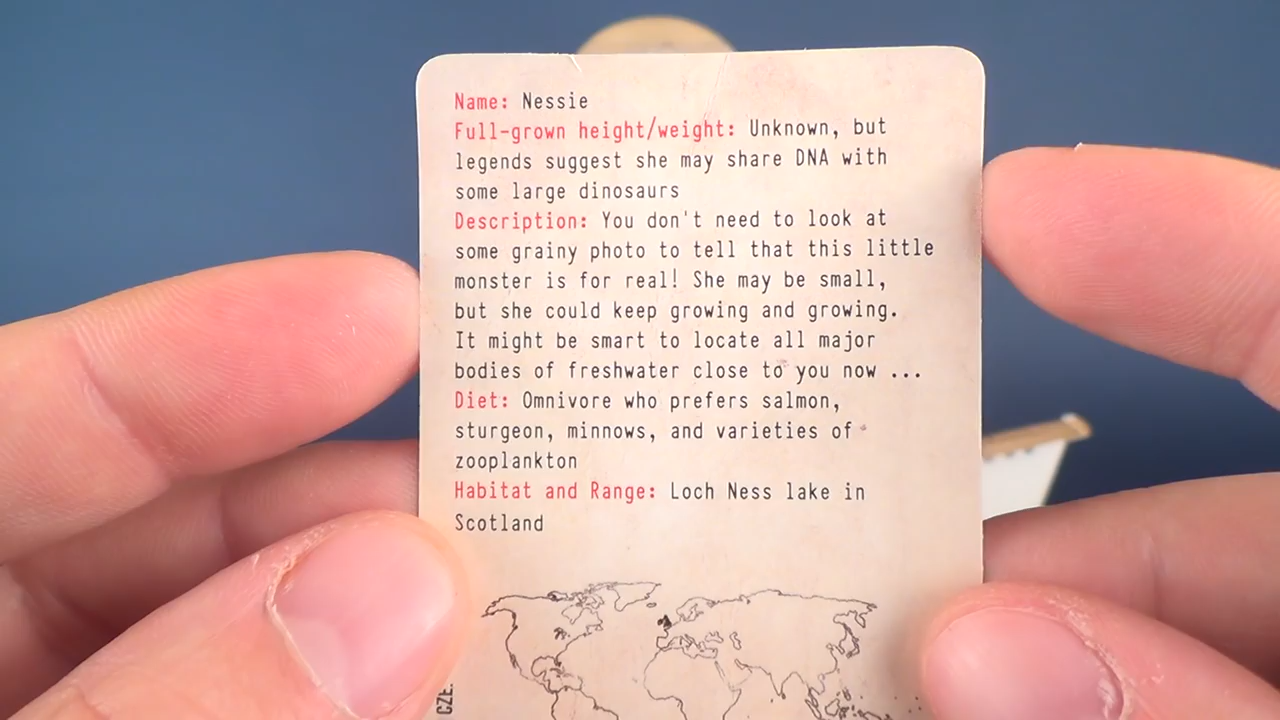 Name: Nessie
Full-grown height/weight: Unknown, but
legends suggest she may share DNA with
some large dinosaurs
Description: You don't need to look at
some grainy photo to tell that this little
monster is for real! She may be small,
but she could keep growing and growing.
It might be smart to locate all major
bodies of freshwater close to you now ...
Diet: Omnivore who prefers salmon,
sturgeon, minnows, and varieties of
zooplankton
Habitat and Range: Loch Ness lake in
Scotland